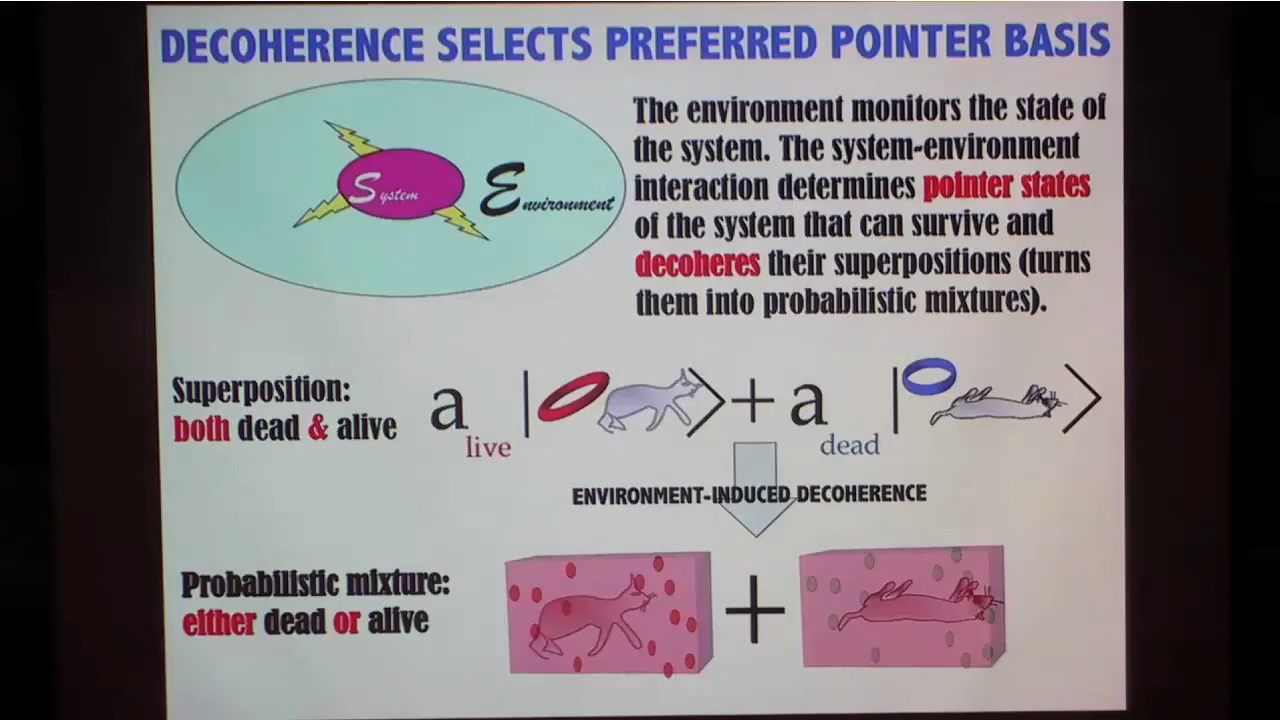 DECOHERENCE SELECTS PREFERRED POINTER BASIS
System
Environment
The environment monitors the state of
the system. The system-environment
interaction determines pointer states
of the system that can survive and
decoheres their superpositions (turns
them into probabilistic mixtures).
Superposition:
both dead & alive
a live | > + a dead | >
ENVIRONMENT-INDUCED DECOHERENCE
Probabilistic mixture:
either dead or alive
+